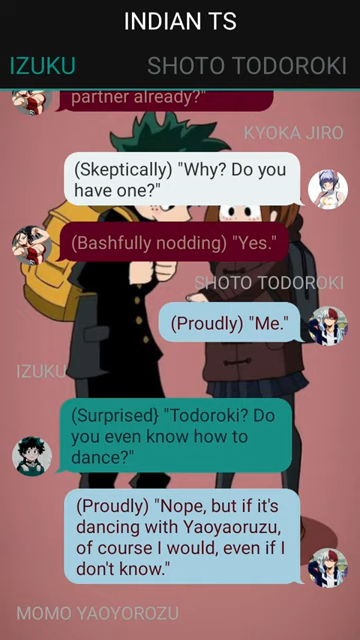 INDIAN TS
IZUKU SHOTO TODOROKI
partner already?"
KYOKA JIRO
(Skeptically) "Why? Do you
have one?"
(Bashfully nodding) "Yes."
SHOTO TODOROKI
(Proudly) "Me."
IZUKU
(Surprised} "Todoroki? Do
you even know how to
dance?"
(Proudly) "Nope, but if it's
dancing with Yaoyaoruzu,
of course I would, even if I
don't know."
MOMO YAOYOROZU